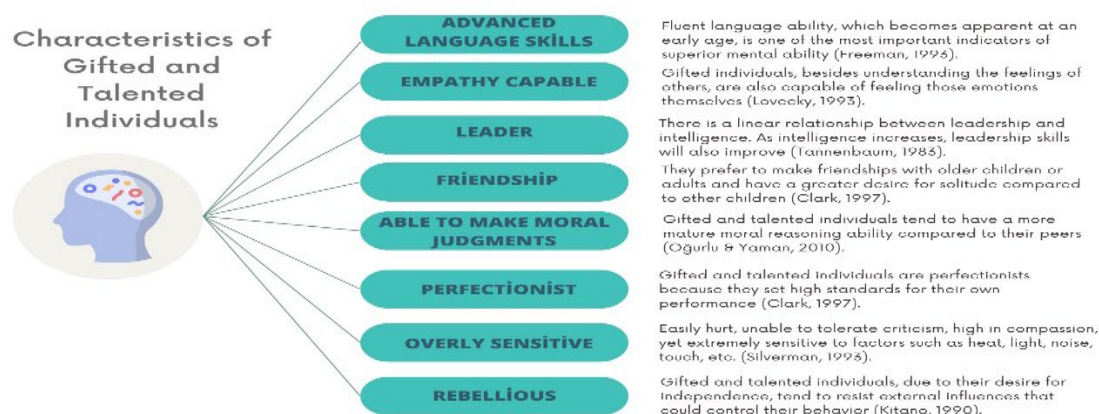 Characteristics of
Gifted and
Talented
Individuals
ADVANCED
LANGUAGE SKİLLS
Fluent language ability, which becomes apparent at an
early age, is one of the most important indicators of
superior mental ability (Freeman, 1993).
EMPATHY CAPABLE
Gifted individuals, besides understanding the feelings of
others, are also capable of feeling those emotions
themselves (Lovecky, 1993).
LEADER
There is a linear relationship between leadership and
intelligence. As intelligence increases, leadership skills
will also improve (Tannenbaum, 1983).
FRİENDSHİP
They prefer to make friendships with older children or
adults and have a greater desire for solitude compared
to other children (Clark, 1997).
ABLE TO MAKE MORAL
JUDGMENTS
Gifted and talented individuals tend to have a more
mature moral reasoning ability compared to their peers
(Oğurlu & Yaman, 2010).
PERFECTİONİST
Gifted and talented individuals are perfectionists
because they set high standards for their own
performance (Clark, 1997).
OVERLY SENSİTİVE
Easily hurt, unable to tolerate criticism, high in compassion,
yet extremely sensitive to factors such as heat, light, noise,
touch, etc. (Silverman, 1993).
REBELLİOUS
Gifted and talented individuals, due to their desire for
independence, tend to resist external influences that
could control their behavior (Kitano, 1990).